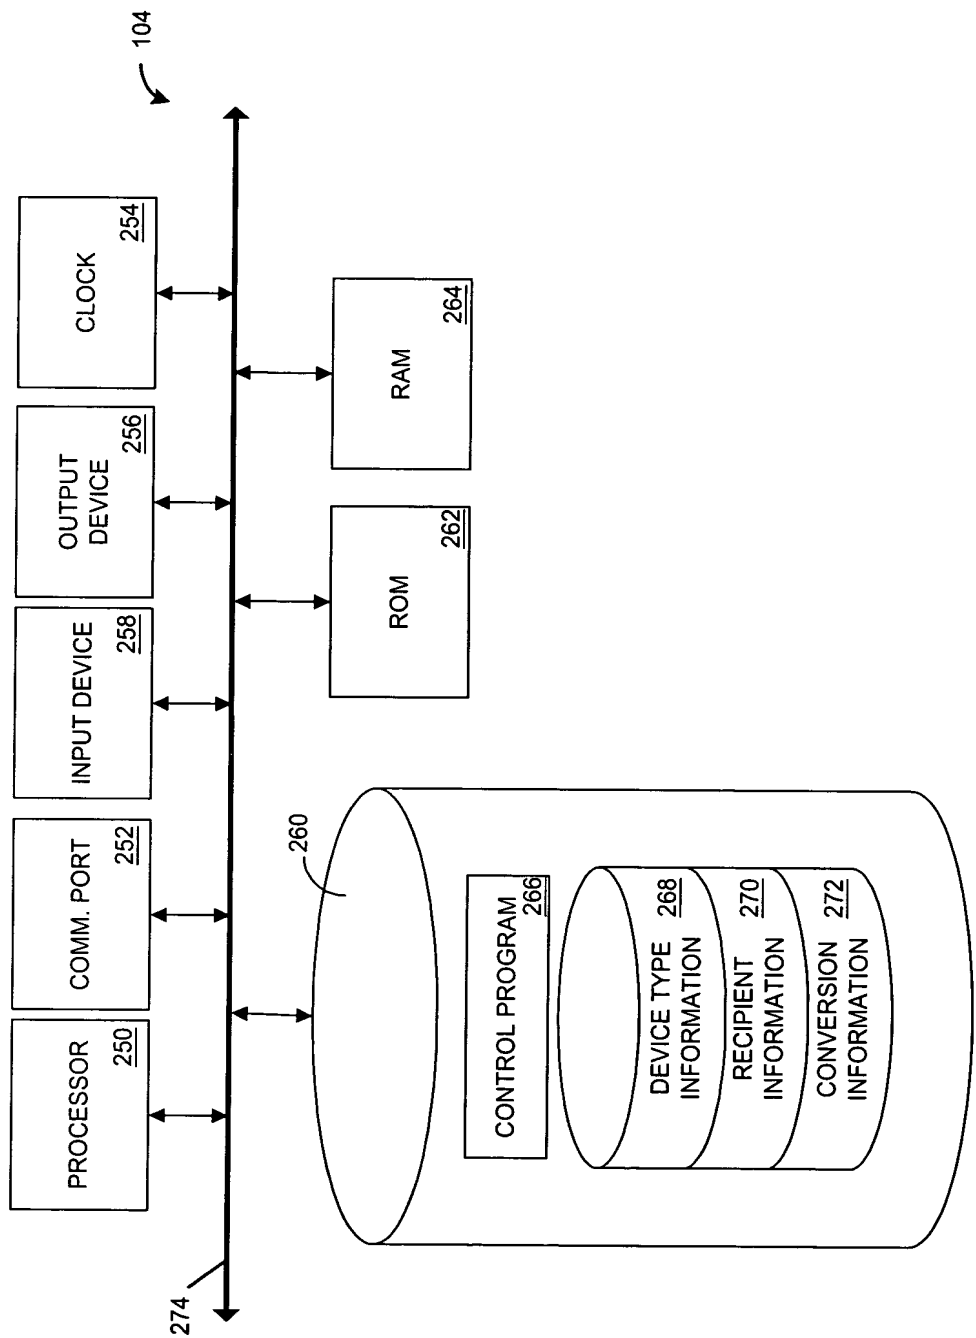 104
PROCESSOR
250
COMM. PORT
252
INPUT DEVICE
258
OUTPUT
DEVICE
256
CLOCK
254
274
260
ROM
262
RAM
264
CONTROL PROGRAM
266
DEVICE TYPE
INFORMATION
268
RECIPIENT
INFORMATION
270
CONVERSION
INFORMATION
272